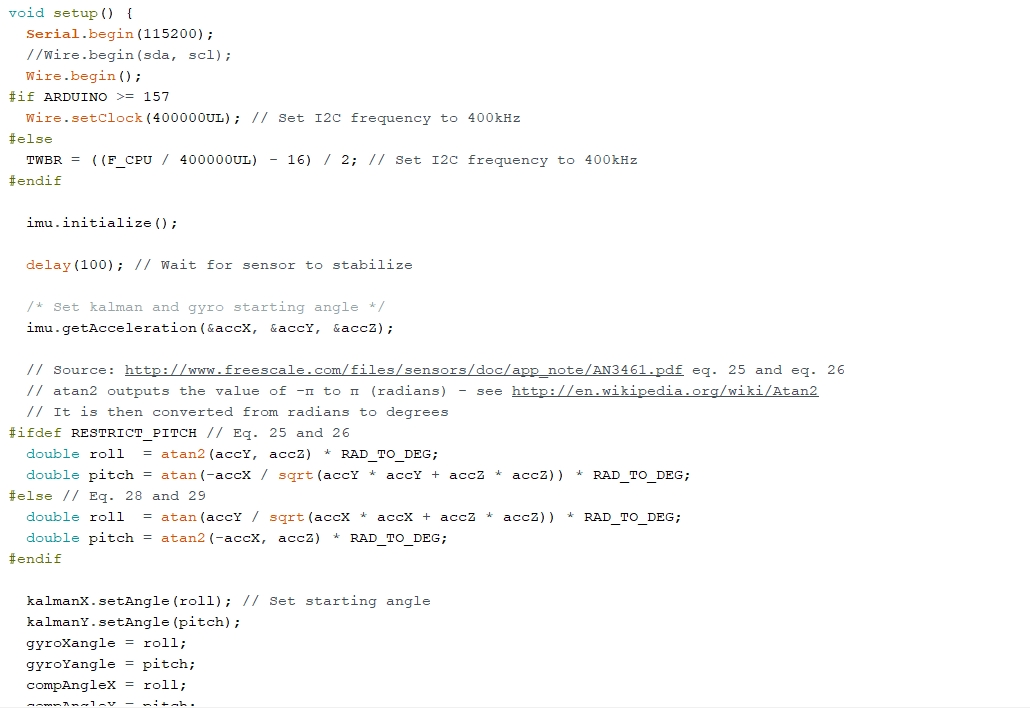 void setup() {
  Serial.begin(115200);
  //Wire.begin(sda, scl);
  Wire.begin();
#if ARDUINO >= 157
  Wire.setClock(400000UL); // Set I2C frequency to 400kHz
#else
  TWBR = ((F_CPU / 400000UL) - 16) / 2; // Set I2C frequency to 400kHz
#endif
  imu.initialize();
  delay(100); // Wait for sensor to stabilize
  /* Set kalman and gyro starting angle */
  imu.getAcceleration(&accX, &accY, &accZ);
  // Source: http://www.freescale.com/files/sensors/doc/app_note/AN3461.pdf eq. 25 and eq. 26
  // atan2 outputs the value of -π to π (radians) - see http://en.wikipedia.org/wiki/Atan2
  // It is then converted from radians to degrees
#ifdef RESTRICT_PITCH // Eq. 25 and 26
  double roll  = atan2(accY, accZ) * RAD_TO_DEG;
  double pitch = atan(-accX / sqrt(accY * accY + accZ * accZ)) * RAD_TO_DEG;
#else // Eq. 28 and 29
  double roll  = atan(accY / sqrt(accX * accX + accZ * accZ)) * RAD_TO_DEG;
  double pitch = atan2(-accX, accZ) * RAD_TO_DEG;
#endif
  kalmanX.setAngle(roll); // Set starting angle
  kalmanY.setAngle(pitch);
  gyroXangle = roll;
  gyroYangle = pitch;
  compAngleX = roll;
  compAngleY = pitch;